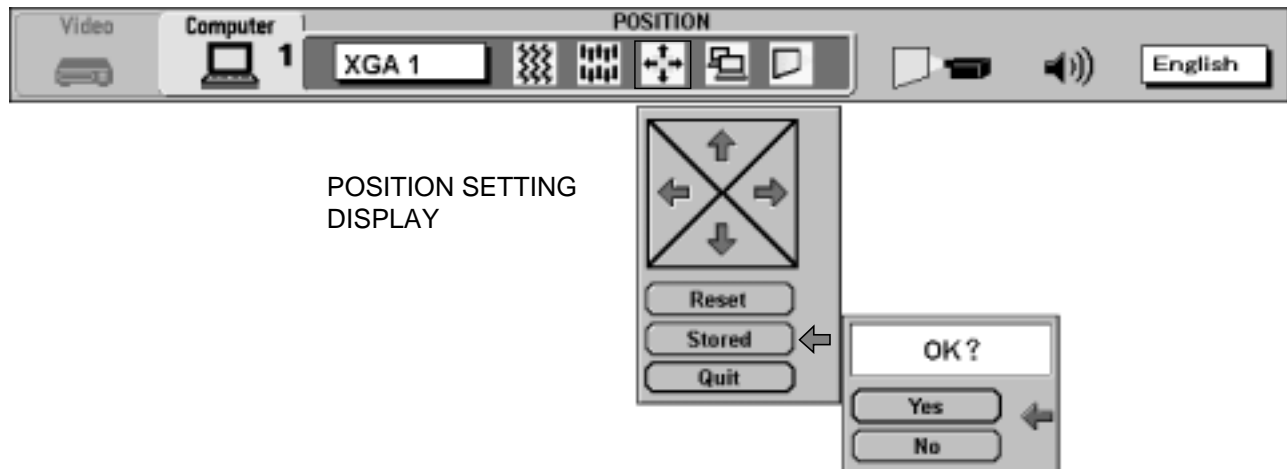 Video
Computer
1
POSITION
XGA 1
English
POSITION SETTING
DISPLAY
Reset
Stored
Quit
OK?
Yes
No